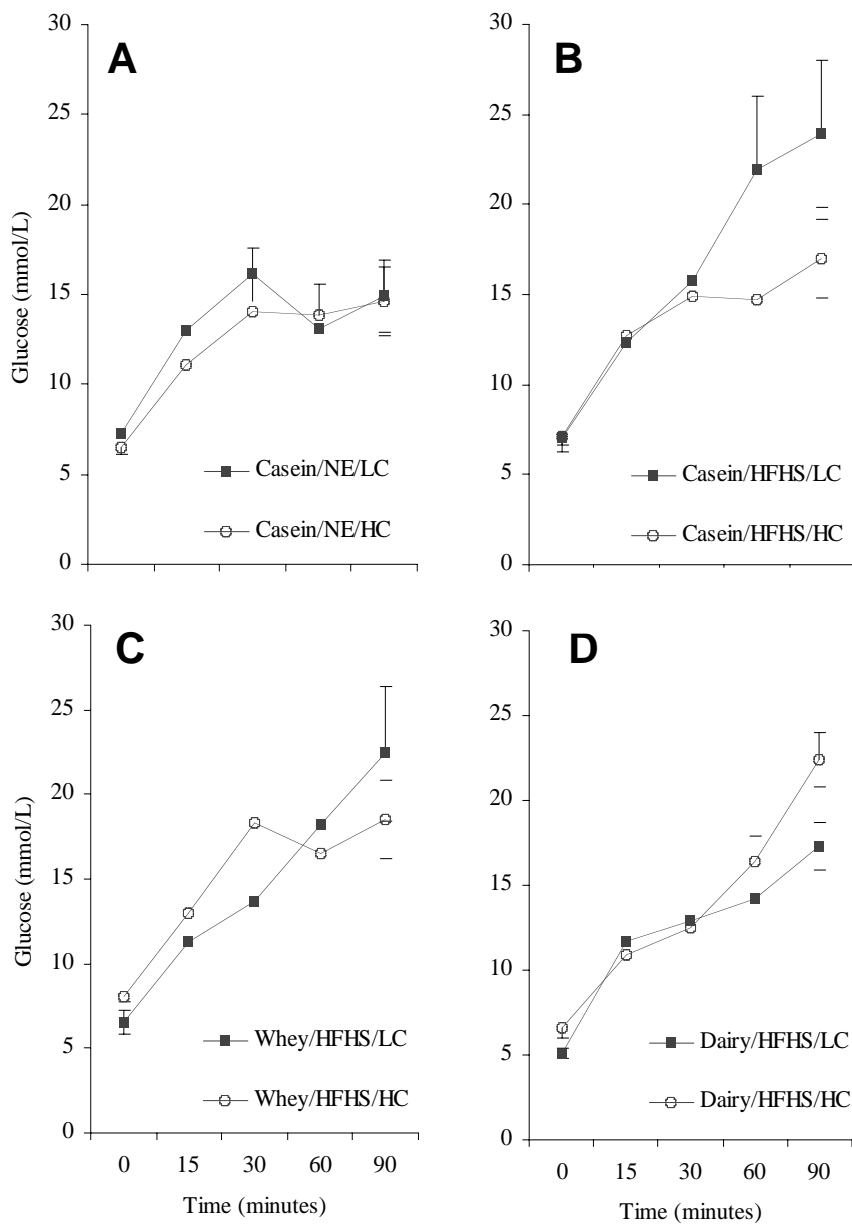 A
30
25
20
15
10
5
0
Glucose (mmol/L)
Casein/NE/LC
Casein/NE/HC
B
30
25
20
15
10
5
0
Casein/HFHS/LC
Casein/HFHS/HC
C
30
25
20
15
10
5
0
Glucose (mmol/L)
Whey/HFHS/LC
Whey/HFHS/HC
0 15 30 60 90
Time (minutes)
D
30
25
20
15
10
5
0
Dairy/HFHS/LC
Dairy/HFHS/HC
0 15 30 60 90
Time (minutes)